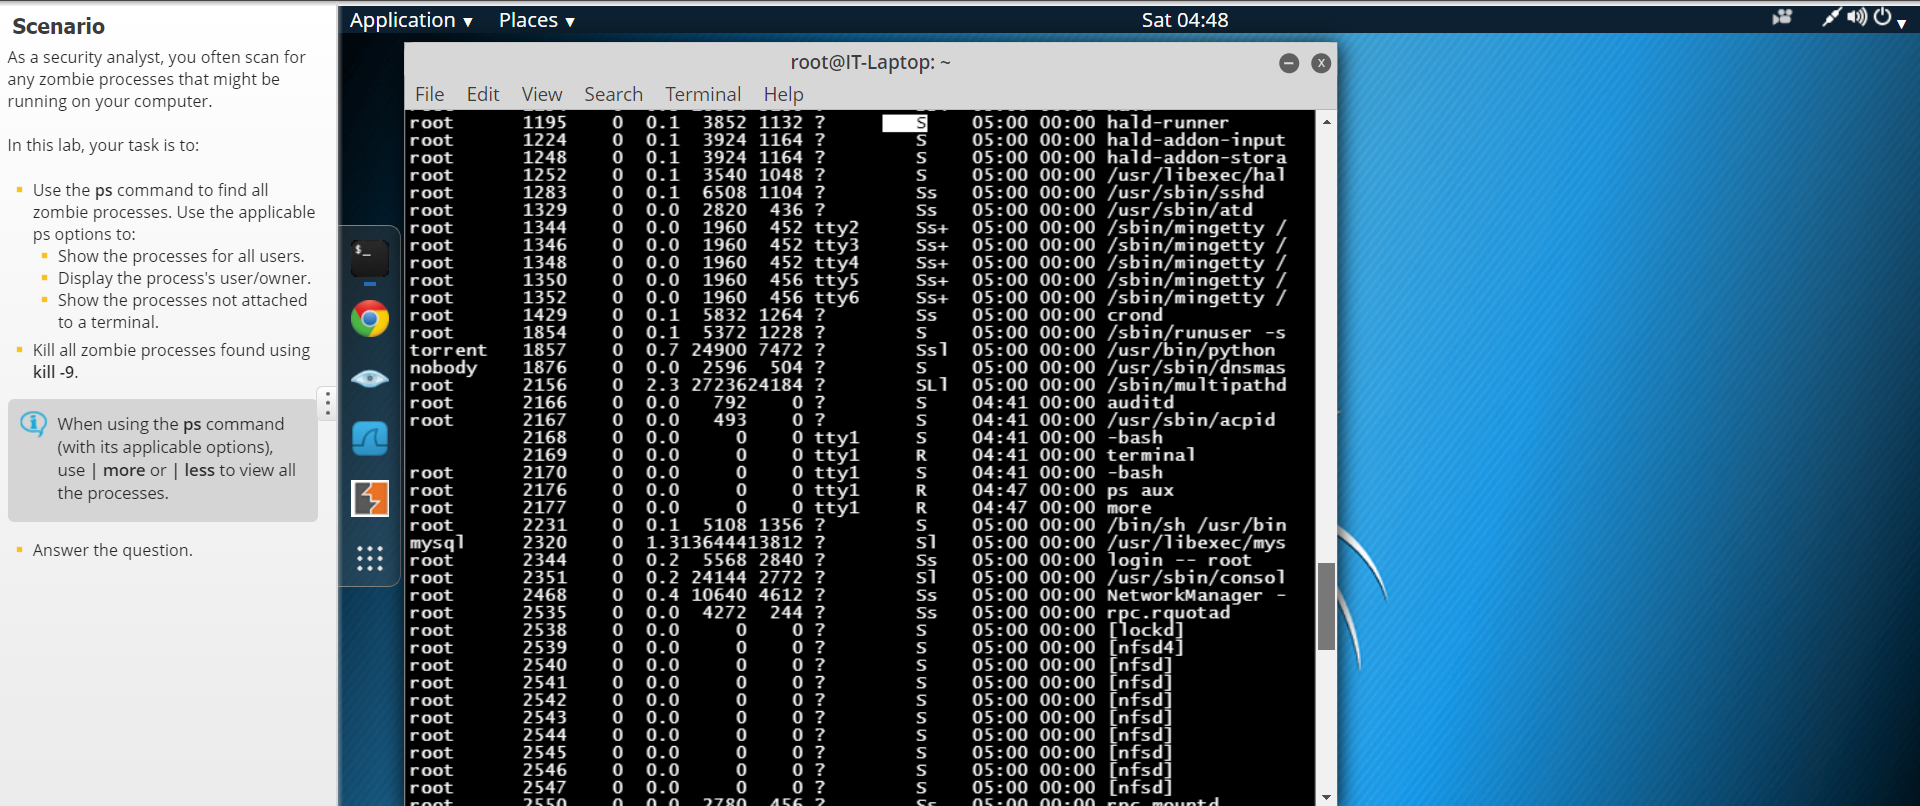 Scenario
As a security analyst, you often scan for
any zombie processes that might be
running on your computer.
In this lab, your task is to:
Use the ps command to find all
zombie processes. Use the applicable
ps options to:
Show the processes for all users.
Display the process's user/owner.
Show the processes not attached
to a terminal.
Kill all zombie processes found using
kill -9.
When using the ps command
(with its applicable options),
use | more or | less to view all
the processes.
Answer the question.
Application Places Sat 04:48
root@IT-Laptop: ~
File Edit View Search Terminal Help
root 1195 0 0.1 3852 1132 ? S 05:00 00:00 hald-runner
root 1224 0 0.1 3924 1164 ? S 05:00 00:00 hald-addon-input
root 1248 0 0.1 3924 1164 ? S 05:00 00:00 hald-addon-stora
root 1252 0 0.1 3540 1048 ? S 05:00 00:00 /usr/libexec/hal
root 1283 0 0.1 6508 1104 ? Ss 05:00 00:00 /usr/sbin/sshd
root 1329 0 0.0 2820 436 ? Ss 05:00 00:00 /usr/sbin/atd
root 1344 0 0.0 1960 452 tty2 Ss+ 05:00 00:00 /sbin/mingetty /
root 1346 0 0.0 1960 452 tty3 Ss+ 05:00 00:00 /sbin/mingetty /
root 1348 0 0.0 1960 452 tty4 Ss+ 05:00 00:00 /sbin/mingetty /
root 1350 0 0.0 1960 456 tty5 Ss+ 05:00 00:00 /sbin/mingetty /
root 1352 0 0.0 1960 456 tty6 Ss+ 05:00 00:00 /sbin/mingetty /
root 1429 0 0.1 5832 1264 ? Ss 05:00 00:00 crond
root 1854 0 0.1 5372 1228 ? S 05:00 00:00 /sbin/runuser -s
torrent 1857 0 0.7 24900 7472 ? Ssl 05:00 00:00 /usr/bin/python
nobody 1876 0 0.0 2596 504 ? S 05:00 00:00 /usr/sbin/dnsmas
root 2156 0 2.3 2723624184 ? SLl 05:00 00:00 /sbin/multipathd
root 2166 0 0.0 792 0 ? S 04:41 00:00 auditd
root 2167 0 0.0 493 0 ? S 04:41 00:00 /usr/sbin/acpid
2168 0 0.0 0 0 tty1 S 04:41 00:00 -bash
2169 0 0.0 0 0 tty1 R 04:41 00:00 terminal
root 2170 0 0.0 0 0 tty1 S 04:41 00:00 -bash
root 2176 0 0.0 0 0 tty1 R 04:47 00:00 ps aux
root 2177 0 0.0 0 0 tty1 R 04:47 00:00 more
root 2231 0 0.1 5108 1356 ? S 05:00 00:00 /bin/sh /usr/bin
mysql 2320 0 1.313644413812 ? Sl 05:00 00:00 /usr/libexec/mys
root 2344 0 0.2 5568 2840 ? Ss 05:00 00:00 login -- root
root 2351 0 0.2 24144 2772 ? Sl 05:00 00:00 /usr/sbin/consol
root 2468 0 0.4 10640 4612 ? Ss 05:00 00:00 NetworkManager -
root 2535 0 0.0 4272 244 ? Ss 05:00 00:00 rpc.rquotad
root 2538 0 0.0 0 0 ? S 05:00 00:00 [lockd]
root 2539 0 0.0 0 0 ? S 05:00 00:00 [nfsd4]
root 2540 0 0.0 0 0 ? S 05:00 00:00 [nfsd]
root 2541 0 0.0 0 0 ? S 05:00 00:00 [nfsd]
root 2542 0 0.0 0 0 ? S 05:00 00:00 [nfsd]
root 2543 0 0.0 0 0 ? S 05:00 00:00 [nfsd]
root 2544 0 0.0 0 0 ? S 05:00 00:00 [nfsd]
root 2545 0 0.0 0 0 ? S 05:00 00:00 [nfsd]
root 2546 0 0.0 0 0 ? S 05:00 00:00 [nfsd]
root 2547 0 0.0 0 0 ? S 05:00 00:00 [nfsd]
root 2550 0 0.0 2780 456 ? Ss 05:00 00:00 rpc.mountd